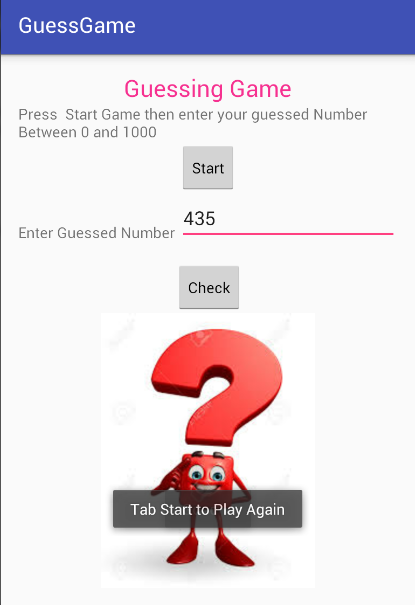 GuessGame
Guessing Game
Press  Start Game then enter your guessed Number
Between 0 and 1000
Start
435
Enter Guessed Number
Check
Tab Start to Play Again